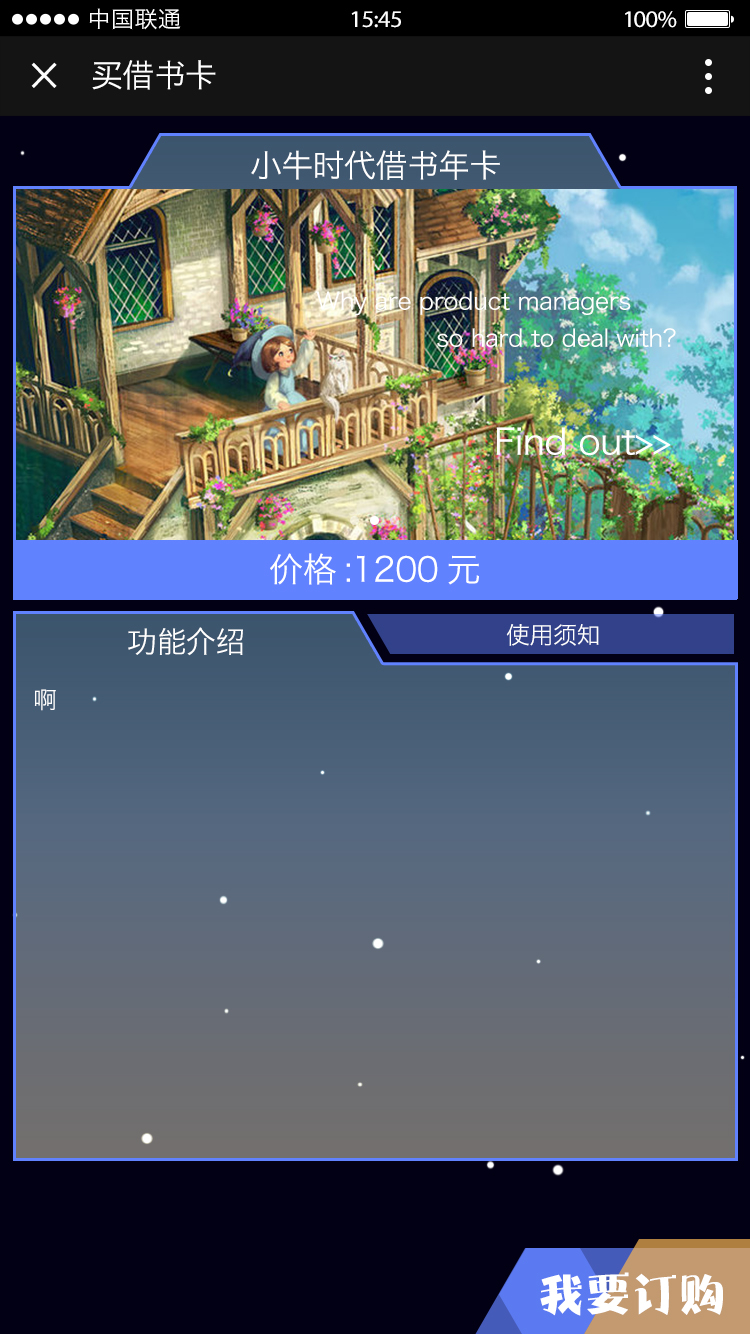 中国联通 15:45 100%
买借书卡
小牛时代借书年卡
Why are product managers
so hard to deal with?
Find out>>
价格:1200 元
功能介绍
使用须知
啊
我要订购